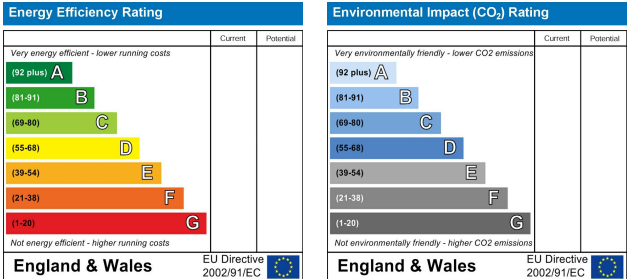 Energy Efficiency Rating
Current Potential
Very energy efficient - lower running costs
(92 plus) A
(81-91) B
(69-80) C
(55-68) D
(39-54) E
(21-38) F
(1-20) G
Not energy efficient - higher running costs
England & Wales
EU Directive
2002/91/EC
Environmental Impact (CO₂) Rating
Current Potential
Very environmentally friendly - lower CO2 emissions
(92 plus) A
(81-91) B
(69-80) C
(55-68) D
(39-54) E
(21-38) F
(1-20) G
Not environmentally friendly - higher CO2 emissions
England & Wales
EU Directive
2002/91/EC